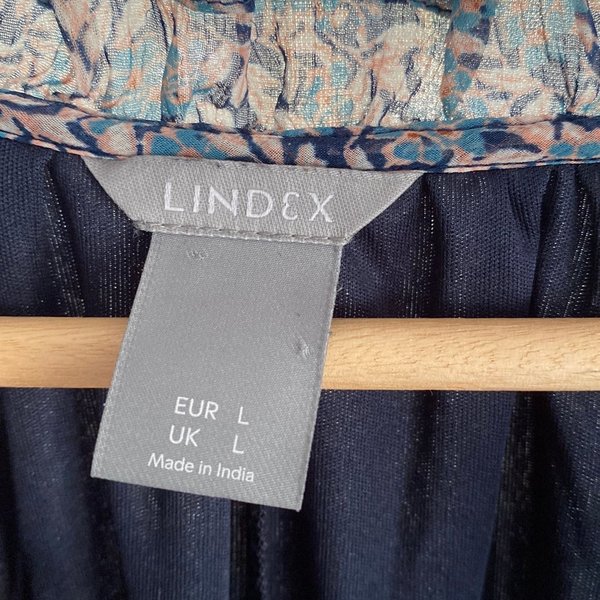 LINDEX
EUR L
UK L
Made in India